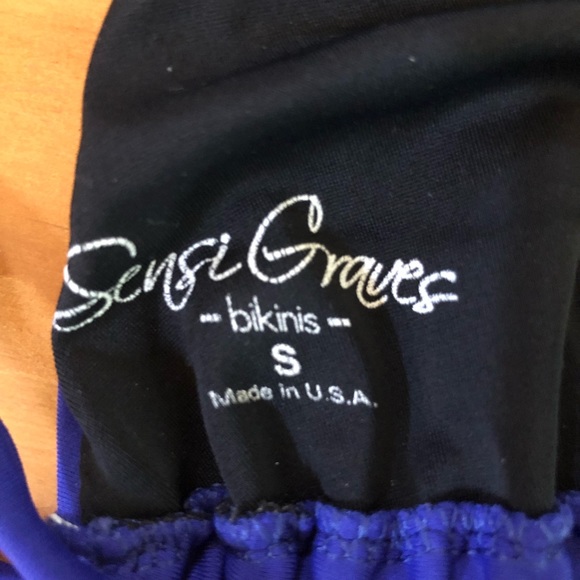 Sensi Graves
-- bikinis --
S
Made in U.S.A.